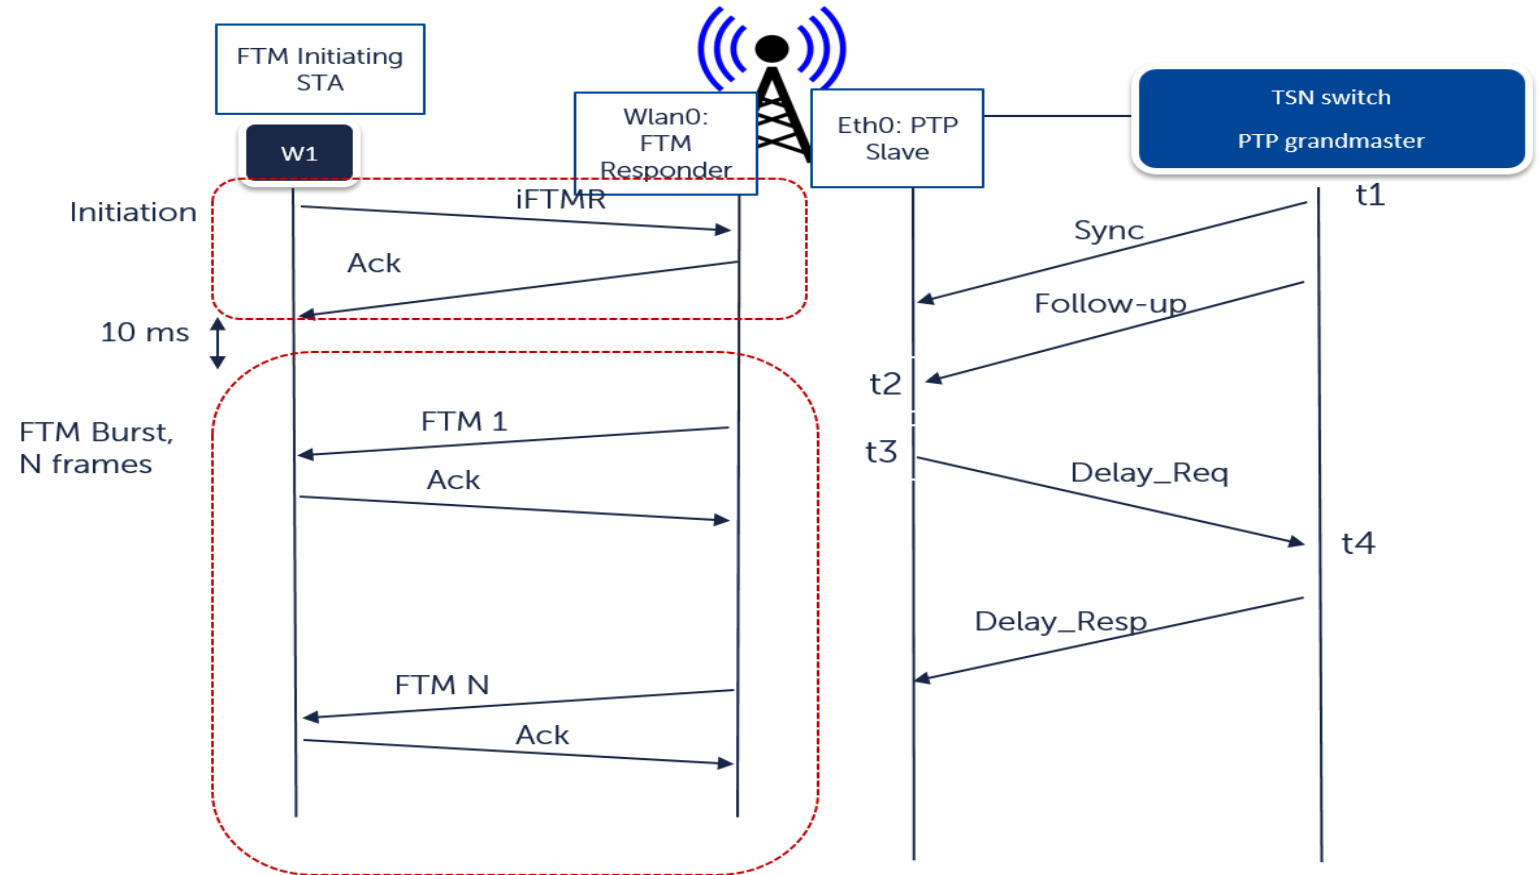 FTM Initiating
STA
W1
Wlan0:
FTM
Responder
Eth0: PTP
Slave
TSN switch
PTP grandmaster
Initiation
iFTMR
Ack
10 ms
FTM Burst,
N frames
FTM 1
Ack
FTM N
Ack
t1
Sync
Follow-up
t2
t3
Delay_Req
t4
Delay_Resp